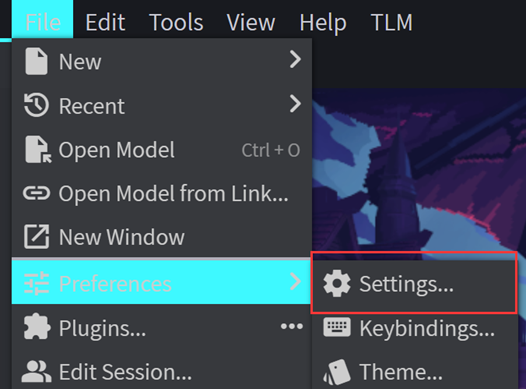 File Edit Tools View Help TLM
New
Recent
Open Model Ctrl + O
Open Model from Link...
New Window
Preferences Settings...
Plugins... Keybindings...
Edit Session... Theme...